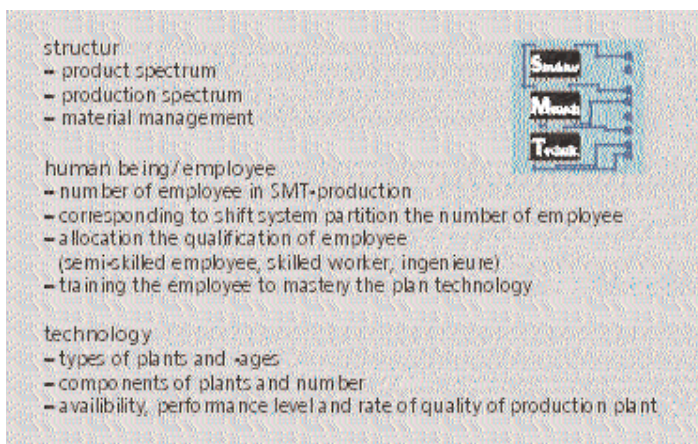 structur
– product spectrum
– production spectrum
– material management
Struktur
Mensch
Technik
human being/employee
– number of employee in SMT-production
– corresponding to shift system partition the number of employee
– allocation the qualification of employee
(semi-skilled employee, skilled worker, ingenieure)
– training the employee to mastery the plan technology
technology
– types of plants and -ages
– components of plants and number
– availibility, performance level and rate of quality of production plant